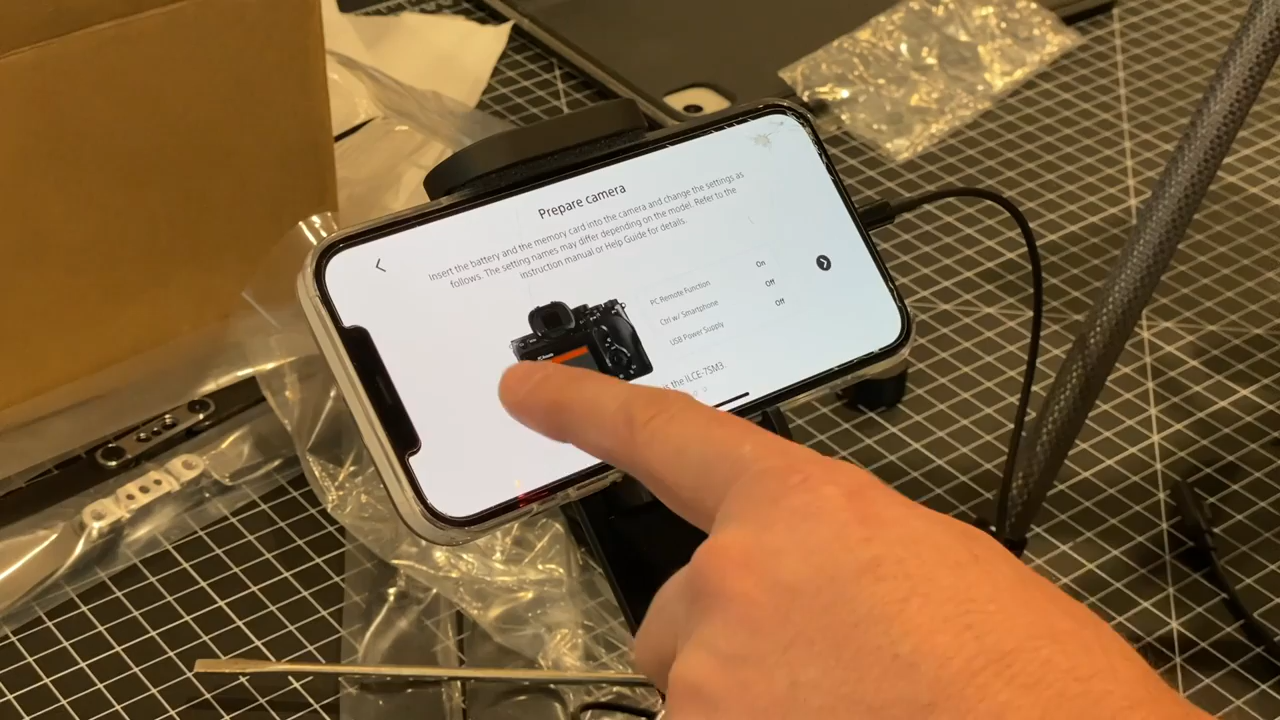 Prepare camera
Insert the battery and the memory card into the camera and change the settings as
follows. The setting names may differ depending on the model. Refer to the
instruction manual or Help Guide for details.
PC Remote Function On
Ctrl w/ Smartphone Off
USB Power Supply Off
is the ILCE-7SM3.